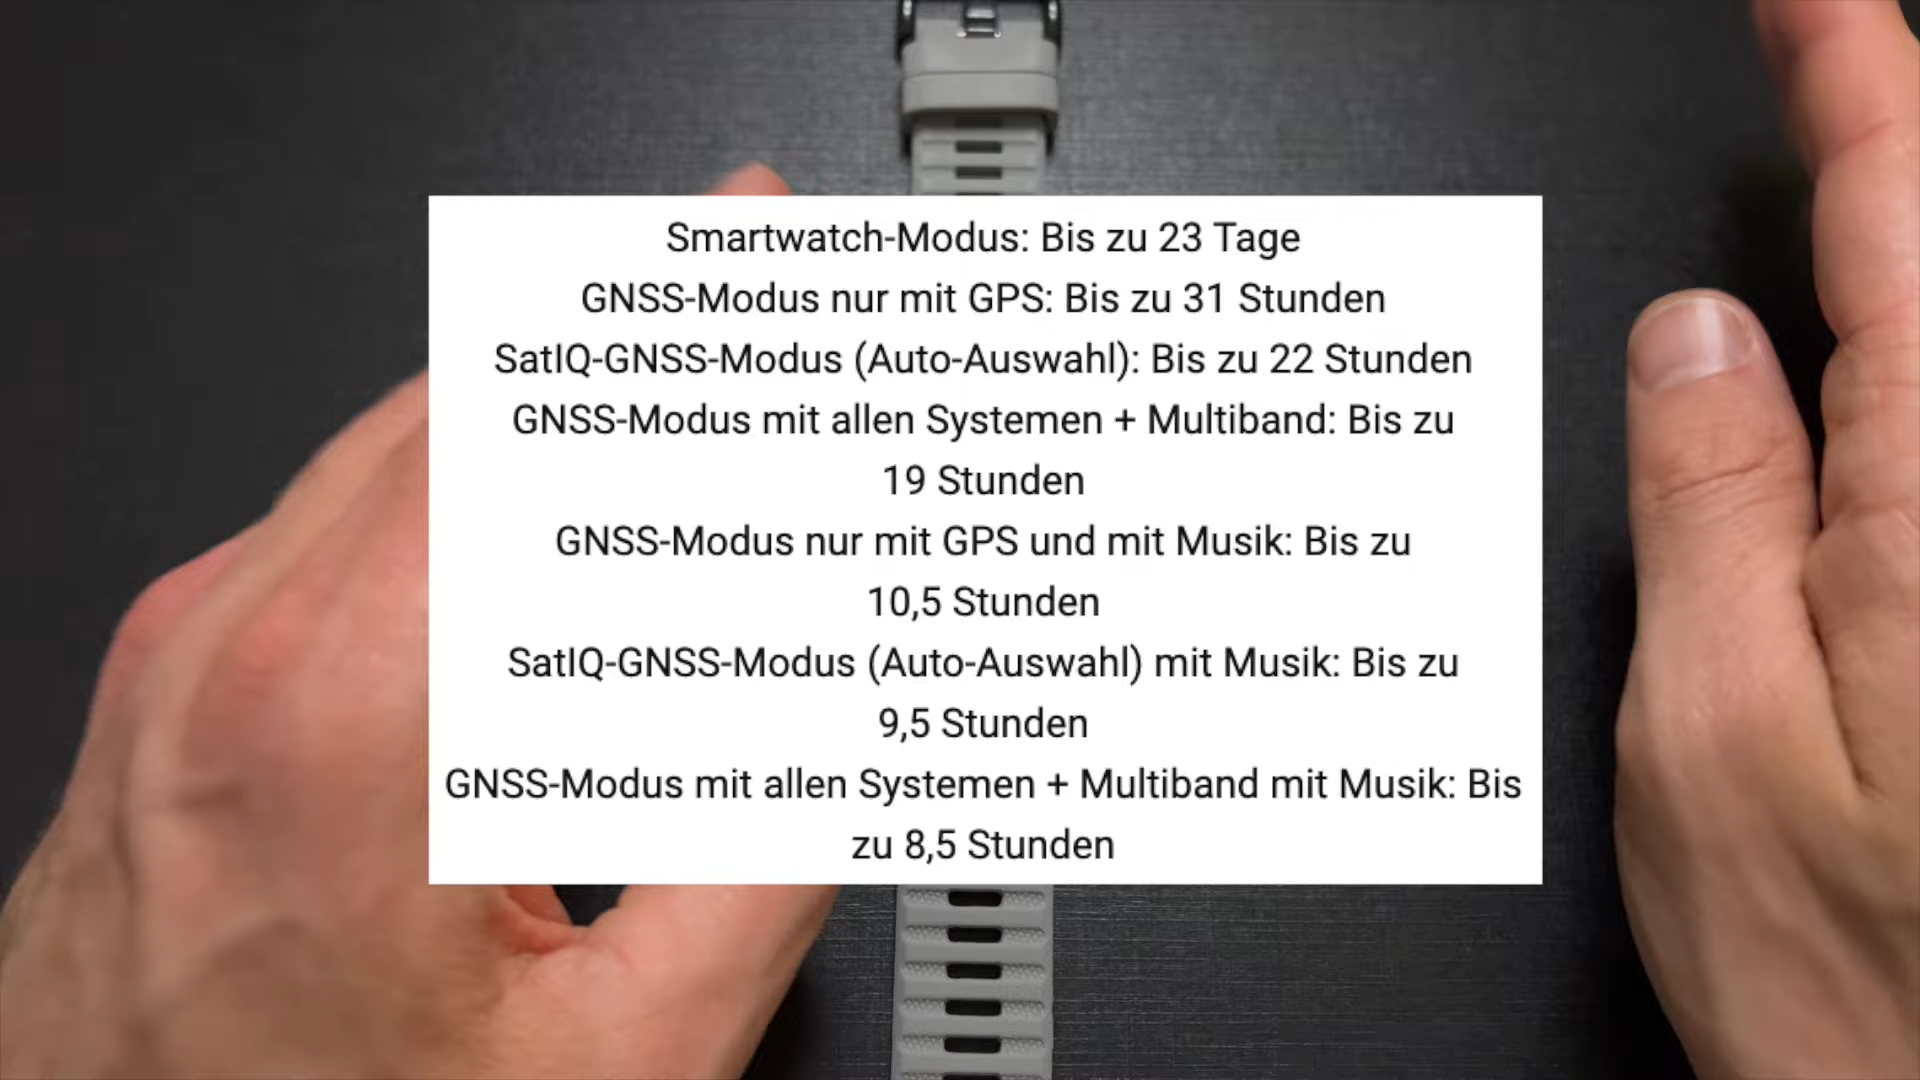 Smartwatch-Modus: Bis zu 23 Tage
GNSS-Modus nur mit GPS: Bis zu 31 Stunden
SatIQ-GNSS-Modus (Auto-Auswahl): Bis zu 22 Stunden
GNSS-Modus mit allen Systemen + Multiband: Bis zu
19 Stunden
GNSS-Modus nur mit GPS und mit Musik: Bis zu
10,5 Stunden
SatIQ-GNSS-Modus (Auto-Auswahl) mit Musik: Bis zu
9,5 Stunden
GNSS-Modus mit allen Systemen + Multiband mit Musik: Bis
zu 8,5 Stunden